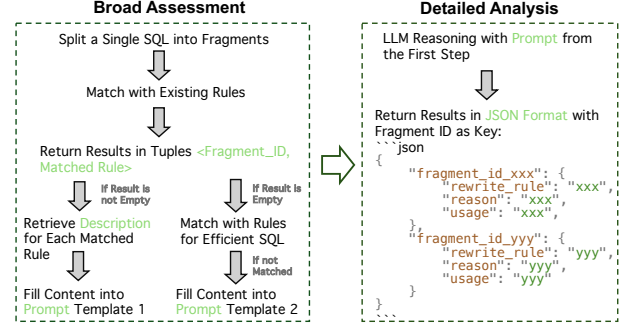 Broad Assessment
Split a Single SQL into Fragments
Match with Existing Rules
Return Results in Tuples <Fragment_ID,
Matched Rule>
If Result is
not Empty
If Result is
Empty
Retrieve Description
for Each Matched
Rule
Match with Rules
for Efficient SQL
If not
Matched
Fill Content into
Prompt Template 1
Fill Content into
Prompt Template 2
Detailed Analysis
LLM Reasoning with Prompt from
the First Step
Return Results in JSON Format with
Fragment ID as Key:
```json
{
"fragment_id_xxx": {
"rewrite_rule": "xxx",
"reason": "xxx",
"usage": "xxx",
},
"fragment_id_yyy": {
"rewrite_rule": "yyy",
"reason": "yyy",
"usage": "yyy"
}
}
```